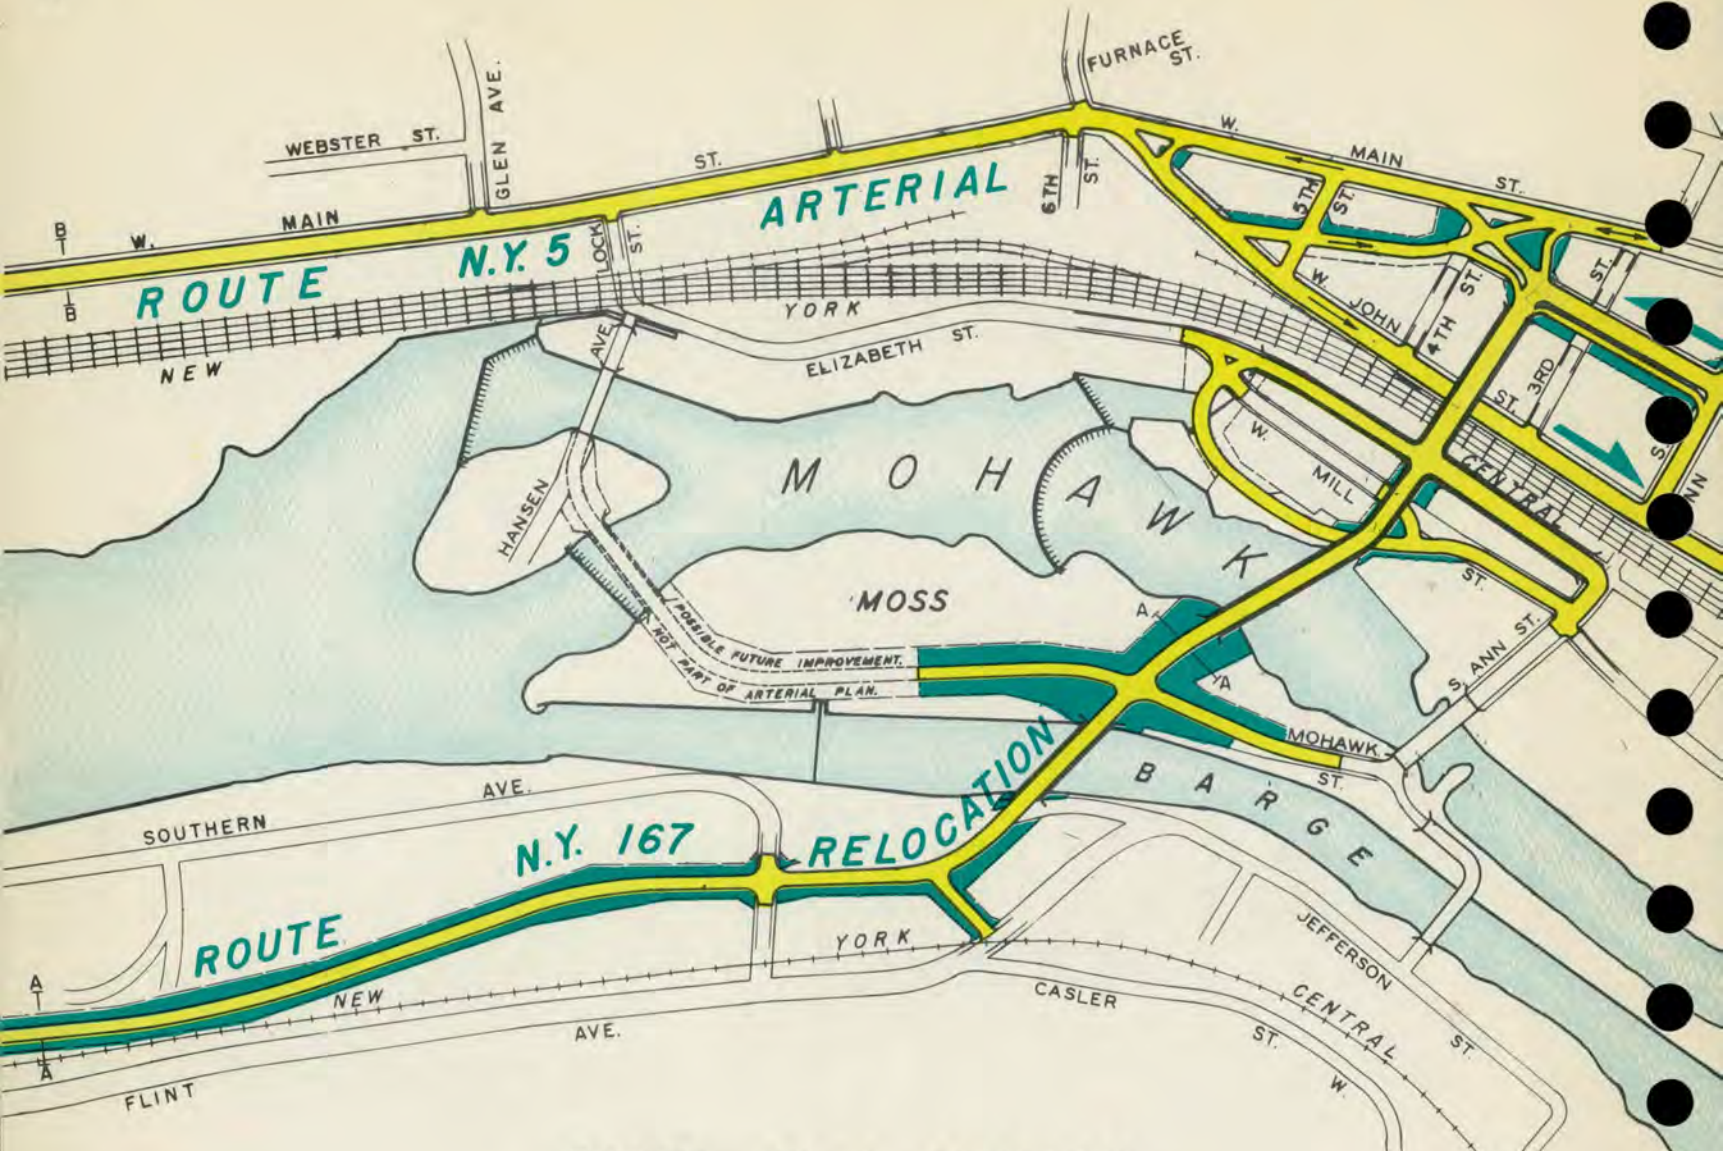 FURNACE ST.
WEBSTER ST.
GLEN AVE.
W. MAIN ST.
W. MAIN ST.
ROUTE N.Y. 5 ARTERIAL
B
B
LOCK ST.
6TH ST.
5TH ST.
W. JOHN ST.
4TH ST.
3RD ST.
NEW YORK CENTRAL
ELIZABETH ST.
HANSEN AVE.
W. MILL ST.
MOHAWK
MOSS
POSSIBLE FUTURE IMPROVEMENT.
NOT PART OF ARTERIAL PLAN.
A
A
S. ANN ST.
MOHAWK ST.
BARGE
SOUTHERN AVE.
ROUTE N.Y. 167 RELOCATION
A
A
NEW YORK CENTRAL
FLINT AVE.
CASLER ST.
JEFFERSON ST.
W.